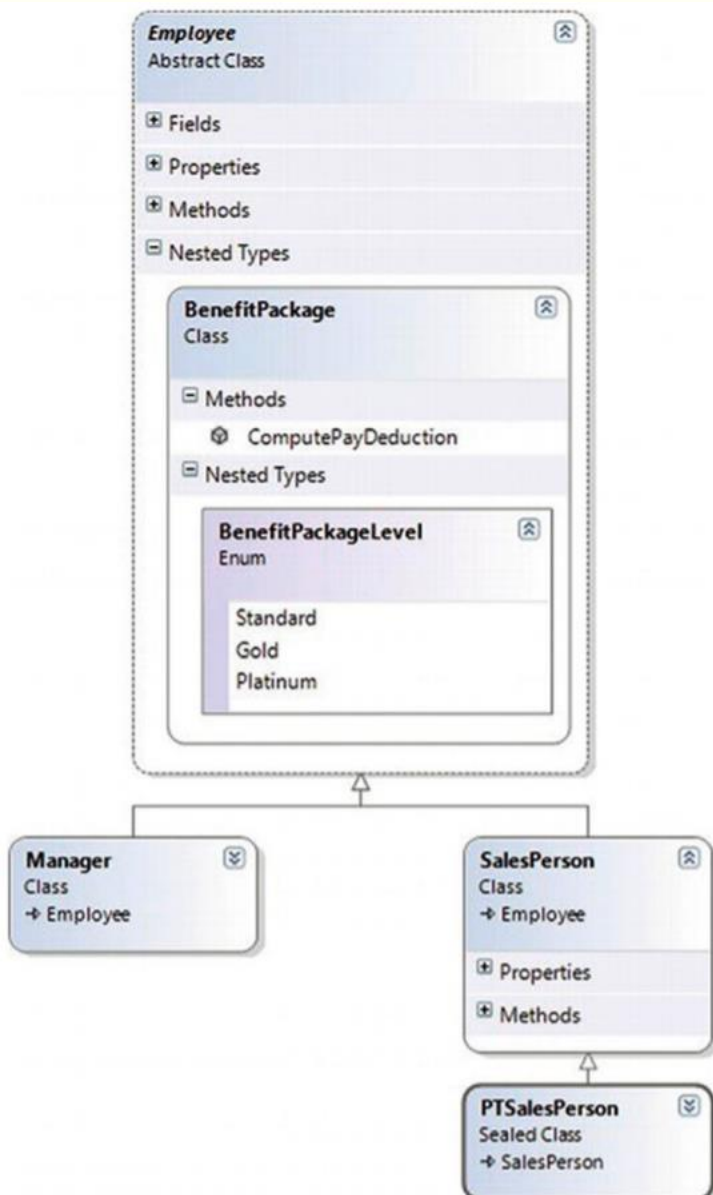 Employee
Abstract Class
Fields
Properties
Methods
Nested Types
BenefitPackage
Class
Methods
ComputePayDeduction
Nested Types
BenefitPackageLevel
Enum
Standard
Gold
Platinum
Manager
Class
Employee
SalesPerson
Class
Employee
Properties
Methods
PTSalesPerson
Sealed Class
SalesPerson